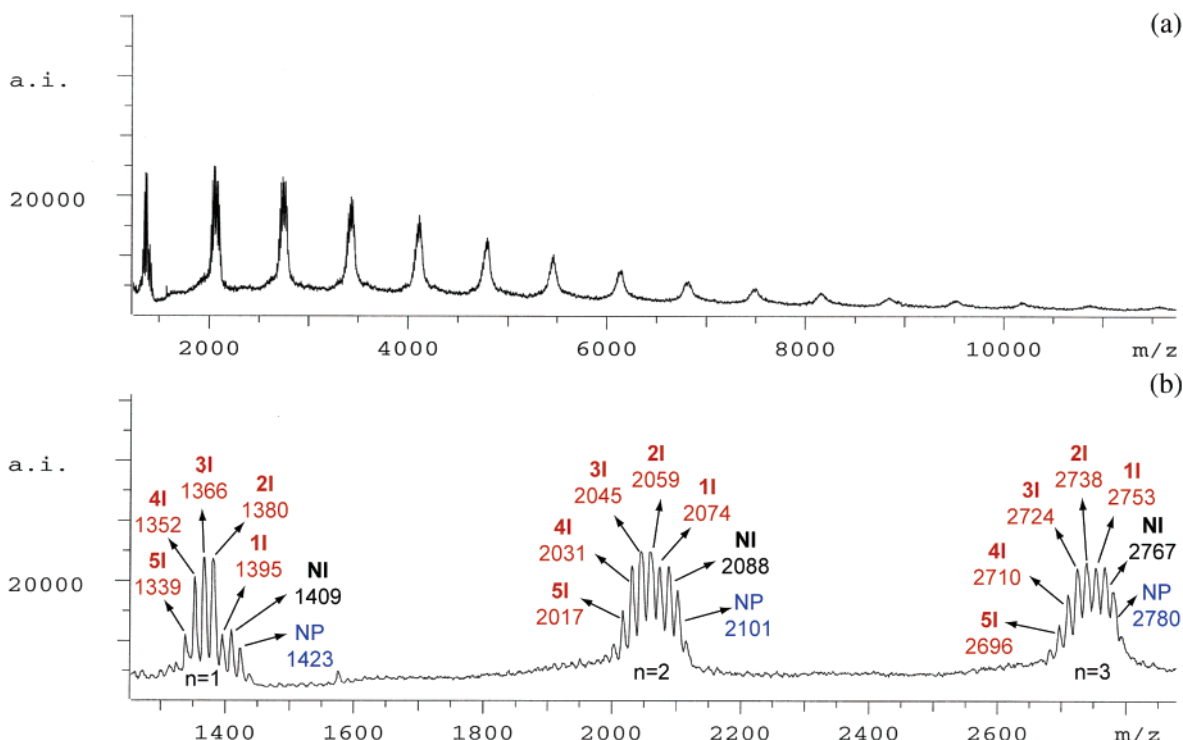 (a)
a.i.
20000
2000 4000 6000 8000 10000 m/z
(b)
a.i.
20000
5I
1339
4I
1352
3I
1366
2I
1380
1I
1395
NI
1409
NP
1423
n=1
5I
2017
4I
2031
3I
2045
2I
2059
1I
2074
NI
2088
NP
2101
n=2
5I
2696
4I
2710
3I
2724
2I
2738
1I
2753
NI
2767
NP
2780
n=3
1400 1600 1800 2000 2200 2400 2600 m/z